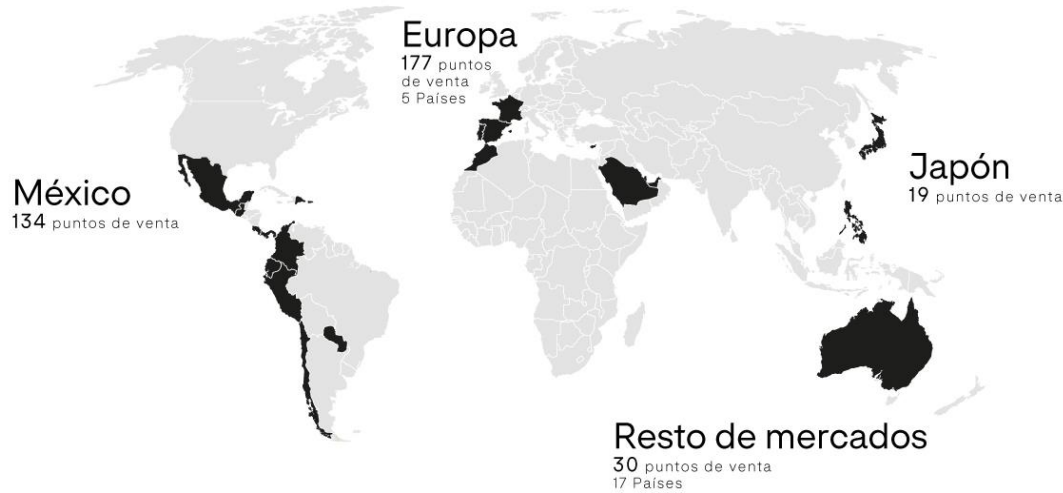 Europa
177 puntos
de venta
5 Países
México
134 puntos de venta
Japón
19 puntos de venta
Resto de mercados
30 puntos de venta
17 Países